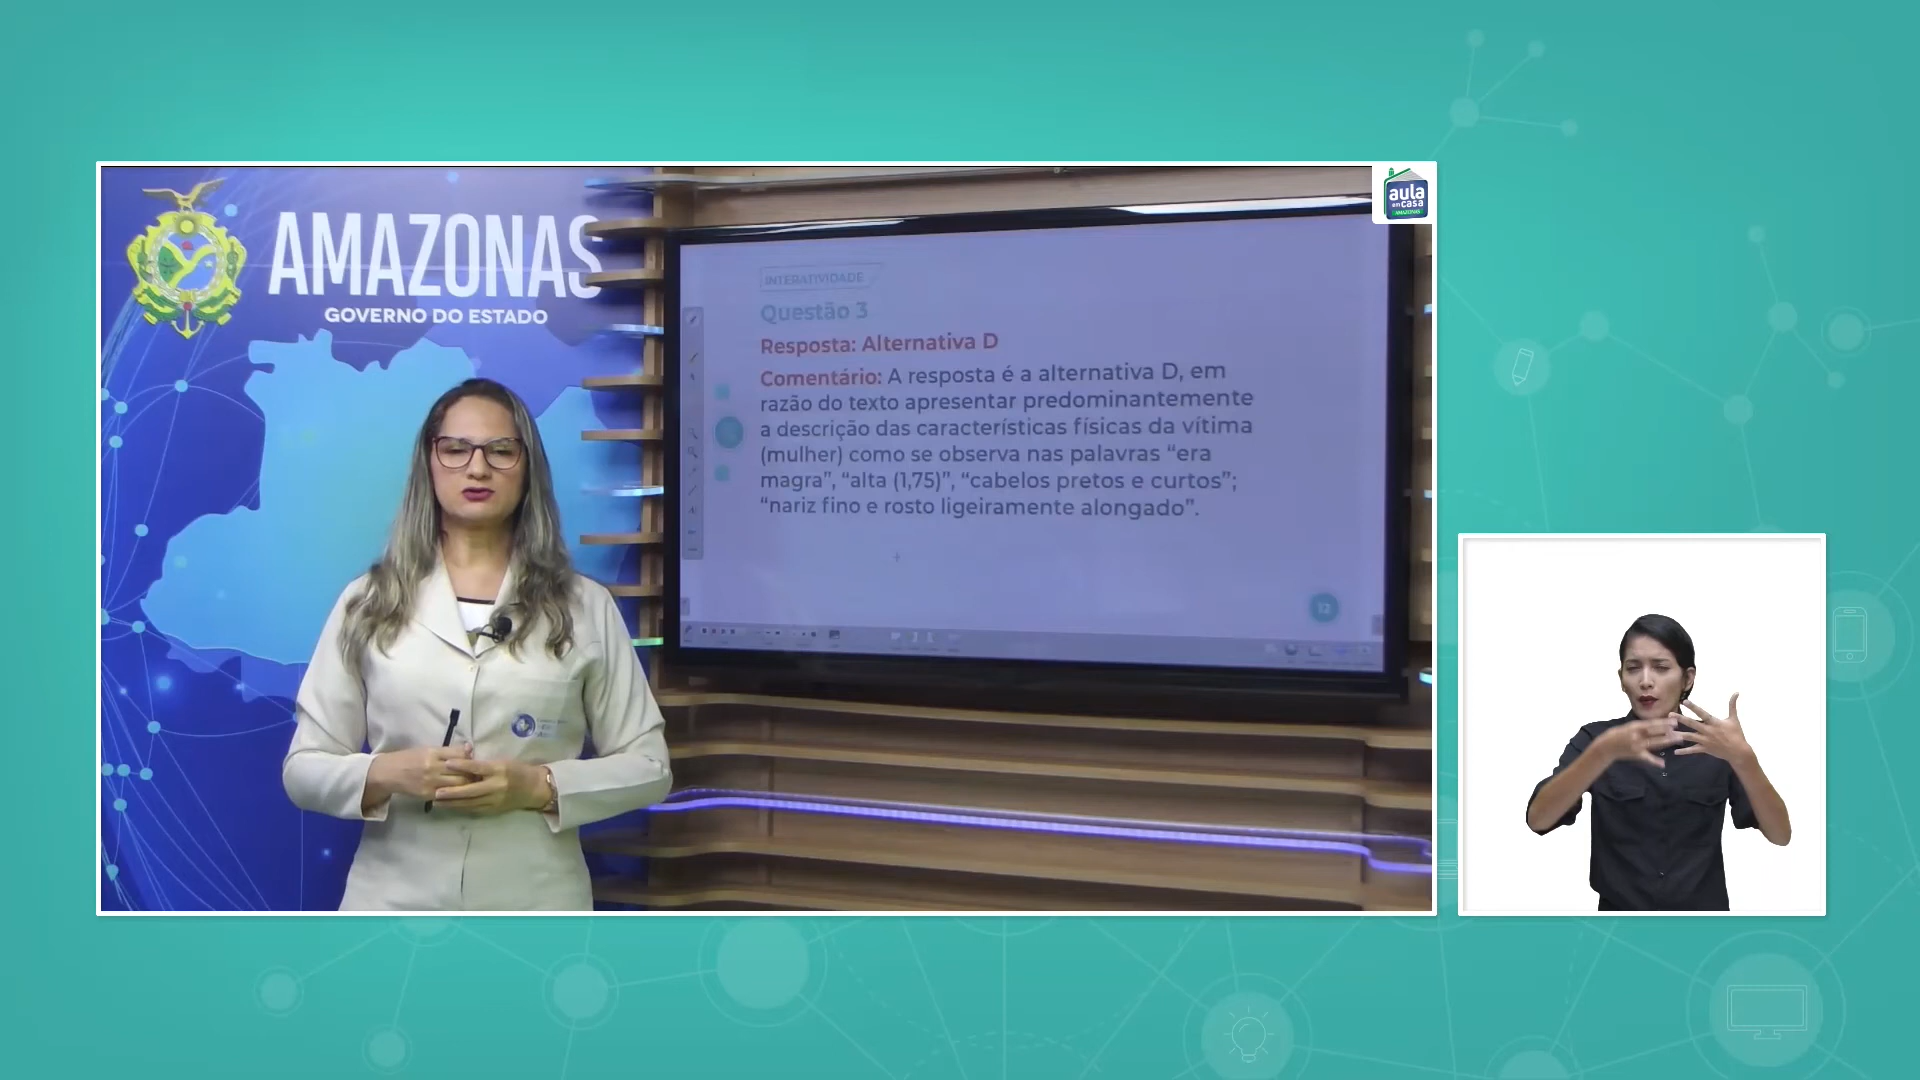 AMAZONAS
GOVERNO DO ESTADO
aula
em casa
AMAZONAS
INTERATIVIDADE
Questão 3
Resposta: Alternativa D
Comentário: A resposta é a alternativa D, em
razão do texto apresentar predominantemente
a descrição das características físicas da vítima
(mulher) como se observa nas palavras “era
magra”, “alta (1,75)”, “cabelos pretos e curtos”;
“nariz fino e rosto ligeiramente alongado”.
12